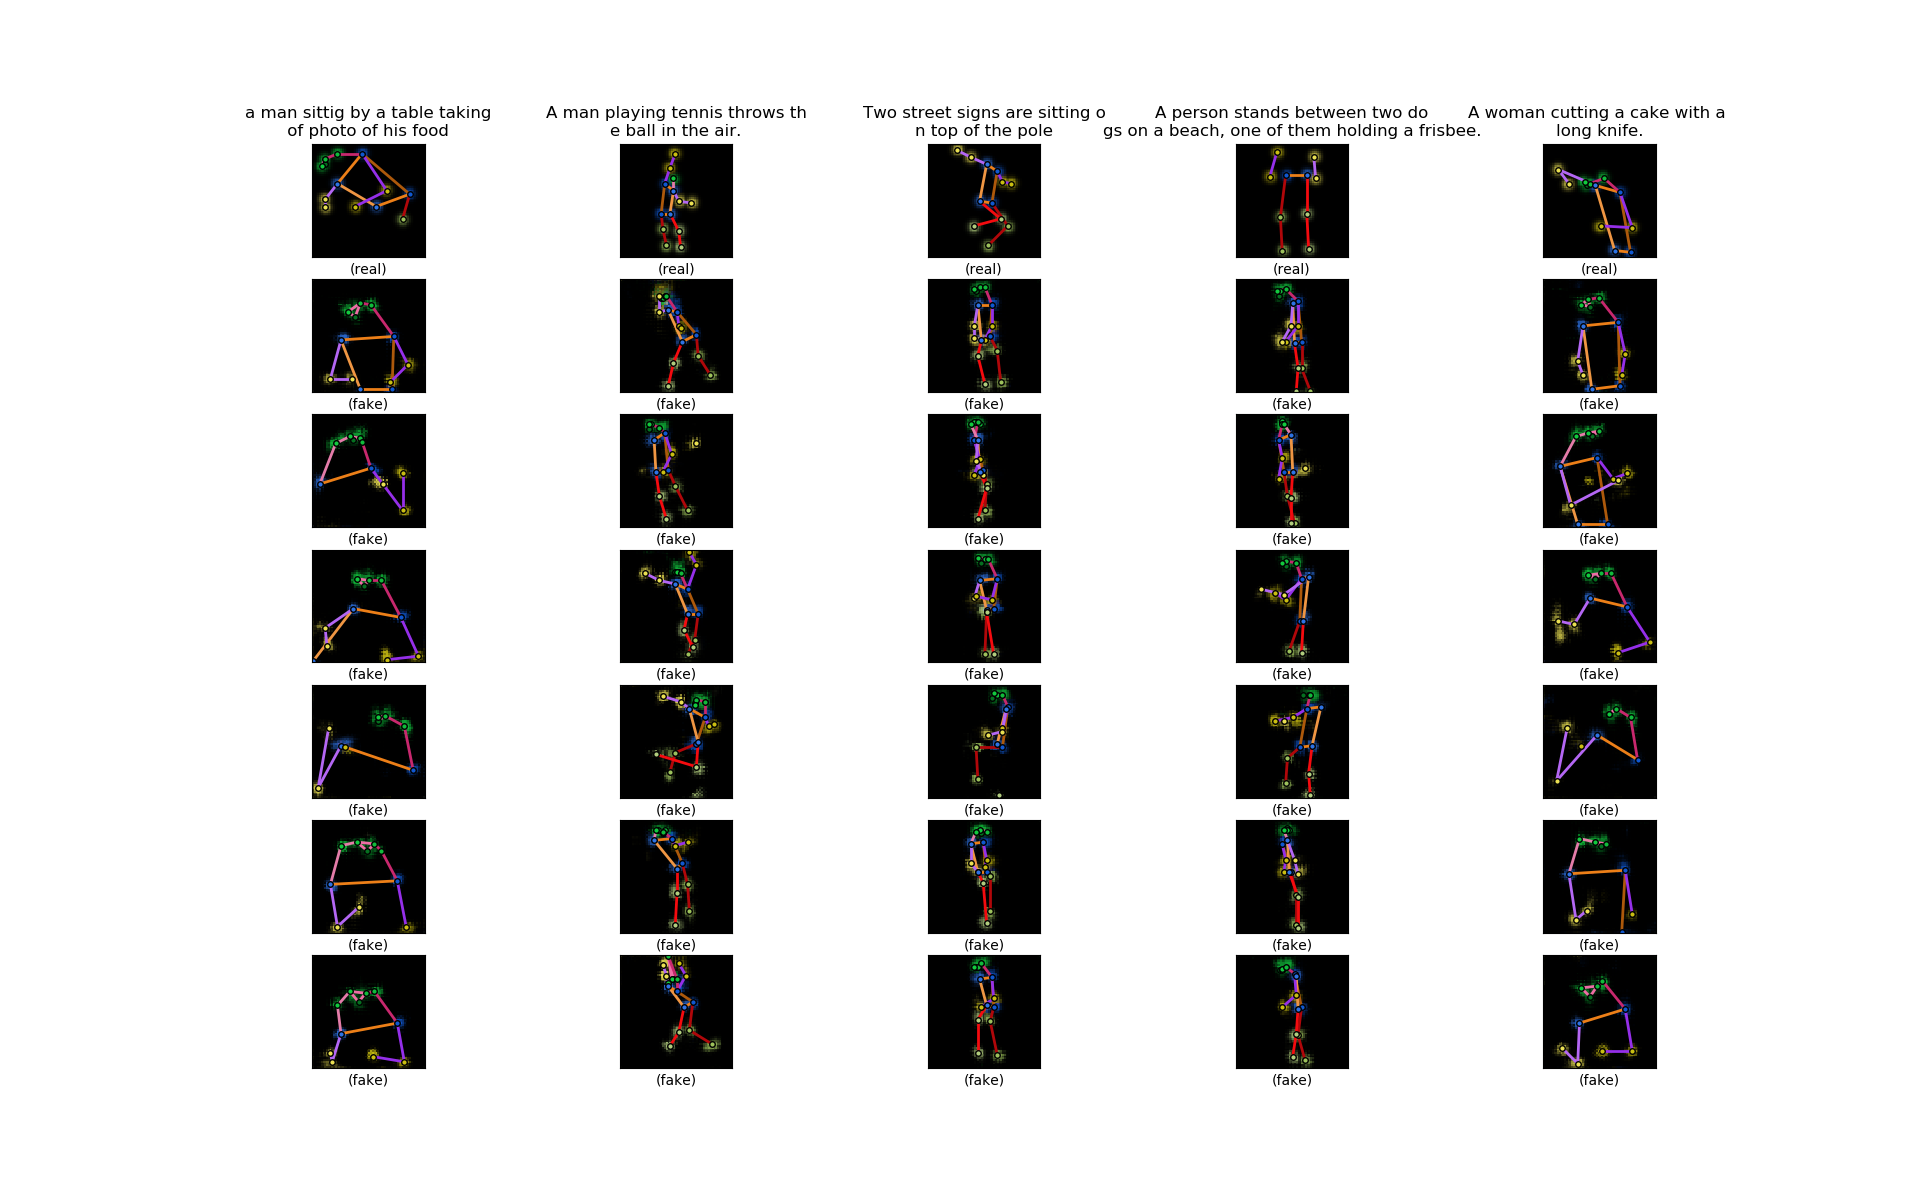 a man sittig by a table taking
of photo of his food
A man playing tennis throws th
e ball in the air.
Two street signs are sitting o
n top of the pole
A person stands between two do
gs on a beach, one of them holding a frisbee.
A woman cutting a cake with a
long knife.
(real) (real) (real) (real) (real)
(fake) (fake) (fake) (fake) (fake)
(fake) (fake) (fake) (fake) (fake)
(fake) (fake) (fake) (fake) (fake)
(fake) (fake) (fake) (fake) (fake)
(fake) (fake) (fake) (fake) (fake)
(fake) (fake) (fake) (fake) (fake)